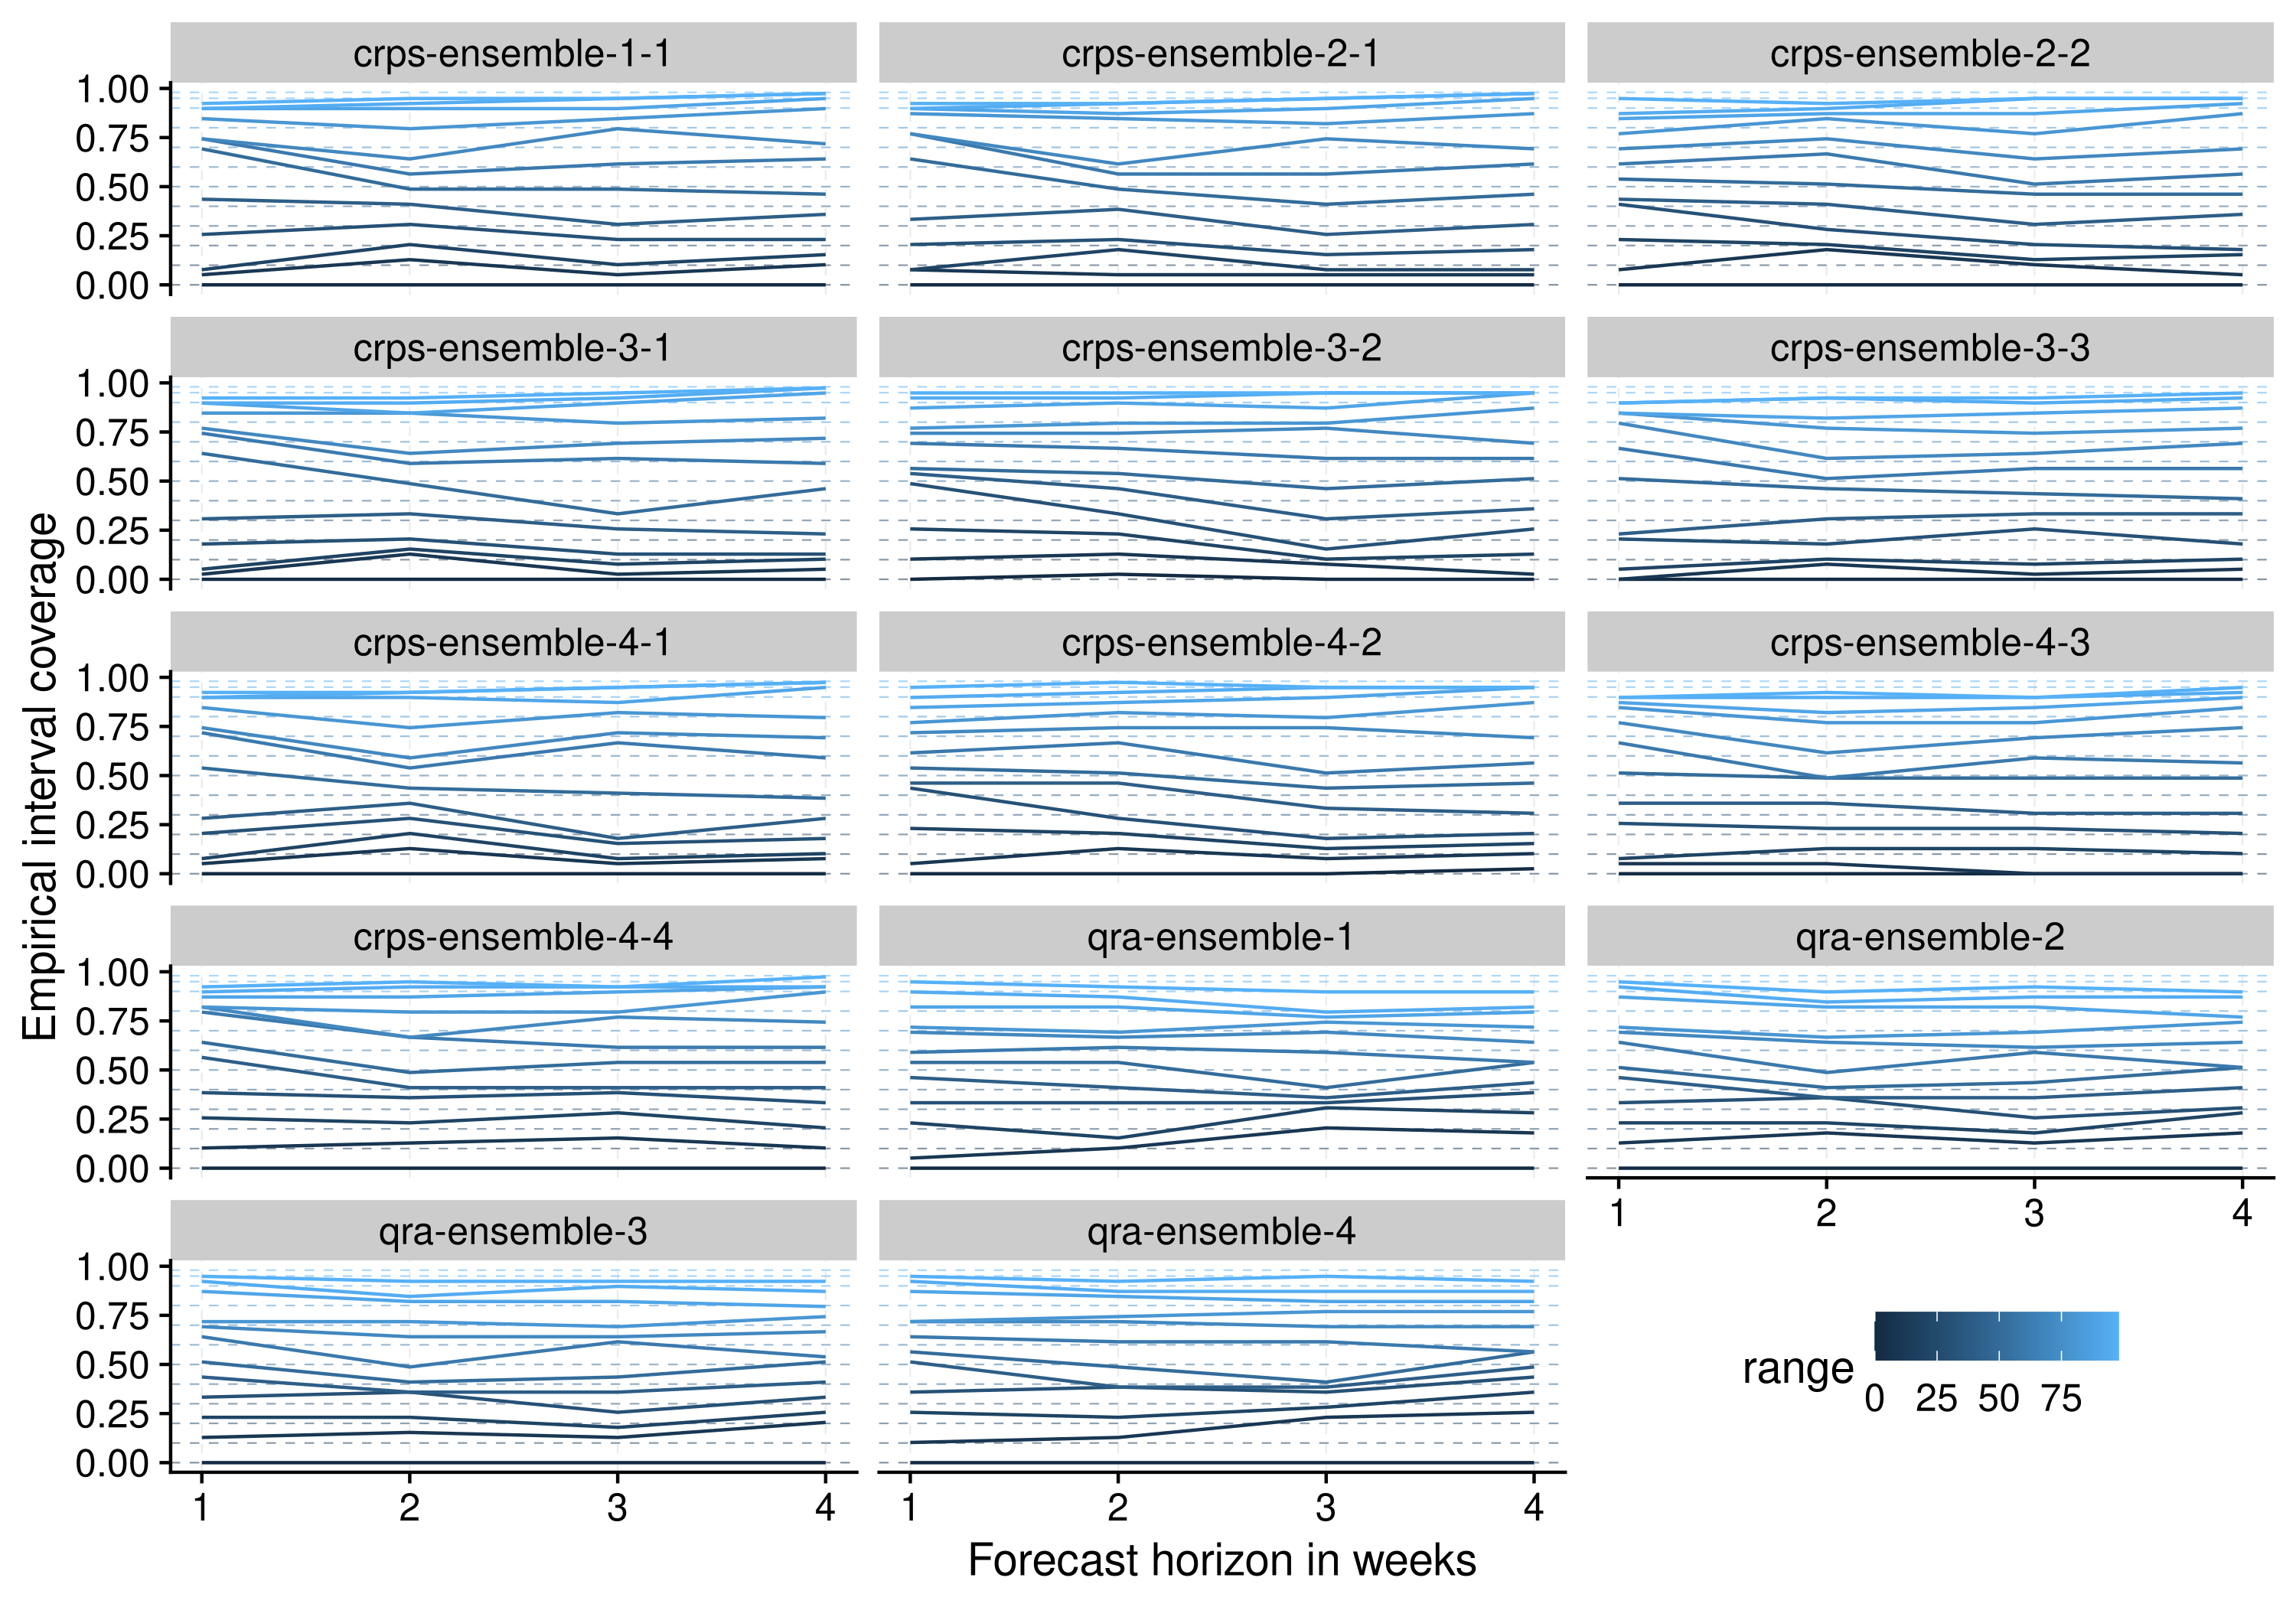 crps-ensemble-1-1
crps-ensemble-2-1
crps-ensemble-2-2
1.00
0.75
0.50
0.25
0.00
crps-ensemble-3-1
crps-ensemble-3-2
crps-ensemble-3-3
1.00
0.75
0.50
0.25
0.00
crps-ensemble-4-1
crps-ensemble-4-2
crps-ensemble-4-3
1.00
0.75
0.50
0.25
0.00
crps-ensemble-4-4
qra-ensemble-1
qra-ensemble-2
1.00
0.75
0.50
0.25
0.00
1 2 3 4
qra-ensemble-3
qra-ensemble-4
1.00
0.75
0.50
0.25
0.00
1 2 3 4
1 2 3 4
Empirical interval coverage
Forecast horizon in weeks
range
0 25 50 75